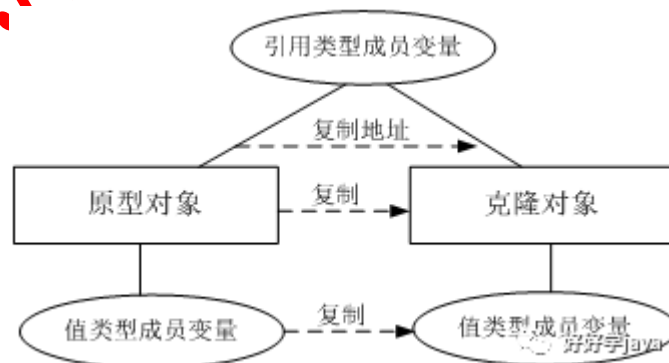 引用类型成员变量
复制地址
原型对象
复制
克隆对象
值类型成员变量
复制
值类型成员变量
好好学java